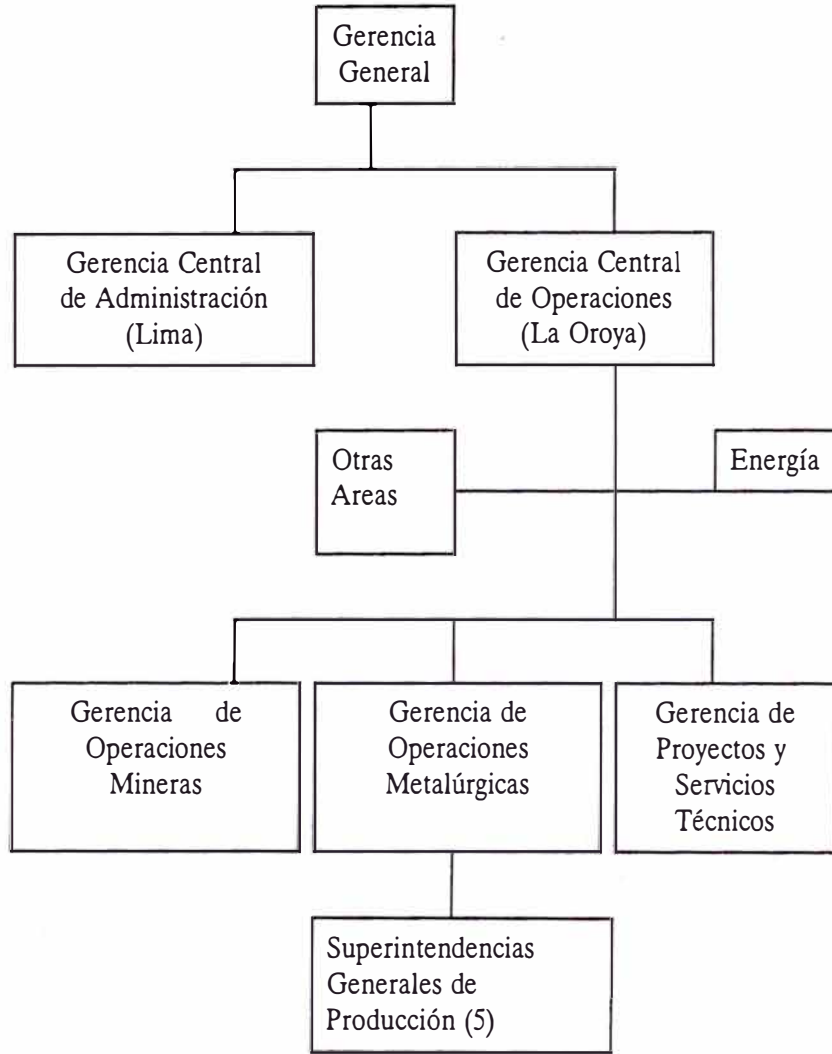 Gerencia
General
Gerencia Central
de Administración
(Lima)
Gerencia Central
de Operaciones
(La Oroya)
Otras
Areas
Energía
Gerencia de
Operaciones
Mineras
Gerencia de
Operaciones
Metalúrgicas
Gerencia de
Proyectos y
Servicios
Técnicos
Superintendencias
Generales de
Producción (5)